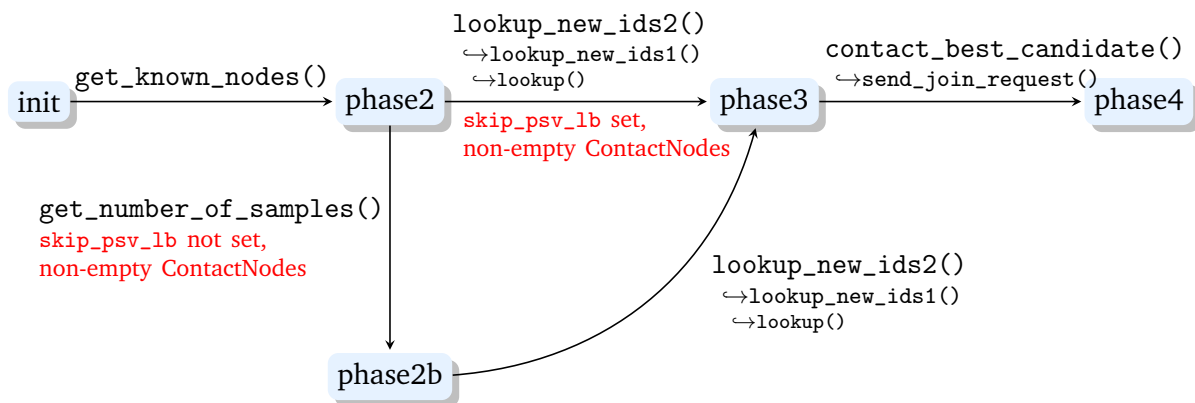 init
get_known_nodes()
phase2
lookup_new_ids2()
↪lookup_new_ids1()
↪lookup()
skip_psv_lb set,
non-empty ContactNodes
phase3
contact_best_candidate()
↪send_join_request()
phase4
get_number_of_samples()
skip_psv_lb not set,
non-empty ContactNodes
phase2b
lookup_new_ids2()
↪lookup_new_ids1()
↪lookup()